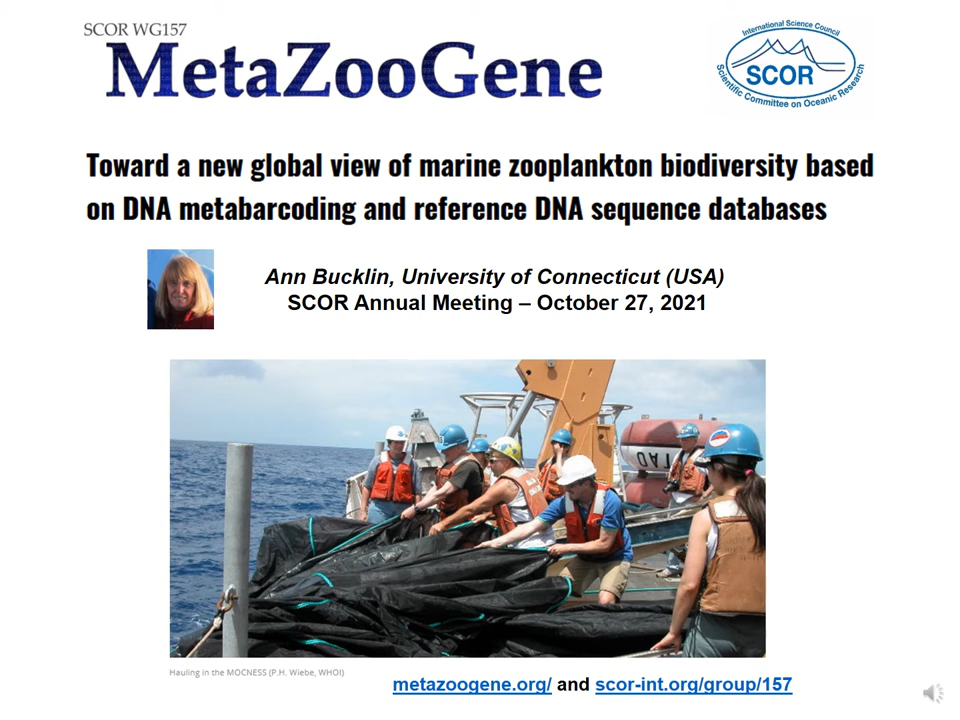 SCOR WG157
MetaZooGene
International Science Council
SCOR
Scientific Committee on Oceanic Research
Toward a new global view of marine zooplankton biodiversity based
on DNA metabarcoding and reference DNA sequence databases
Ann Bucklin, University of Connecticut (USA)
SCOR Annual Meeting – October 27, 2021
Hauling in the MOCNESS (P.H. Wiebe, WHOI)
metazoogene.org/ and scor-int.org/group/157